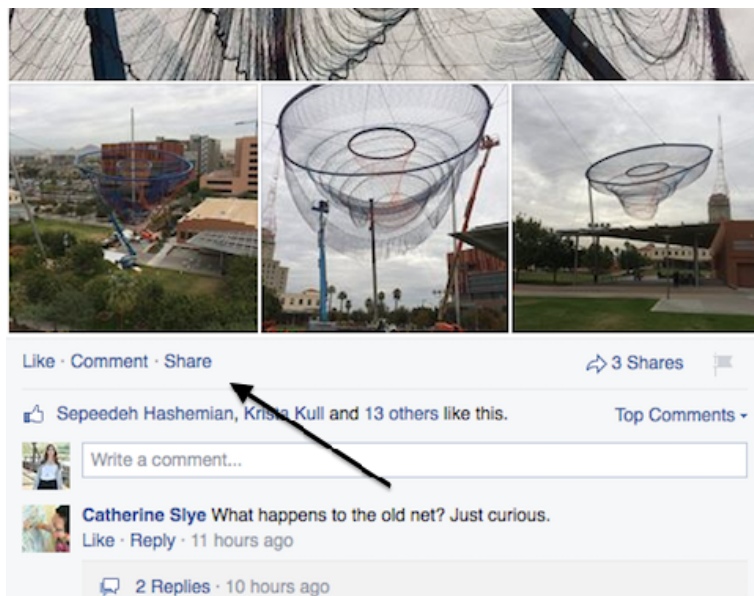 Like · Comment · Share
3 Shares
Sepeedeh Hashemian, Krista Kull and 13 others like this.
Top Comments
Write a comment...
Catherine Slye What happens to the old net? Just curious.
Like · Reply · 11 hours ago
2 Replies · 10 hours ago